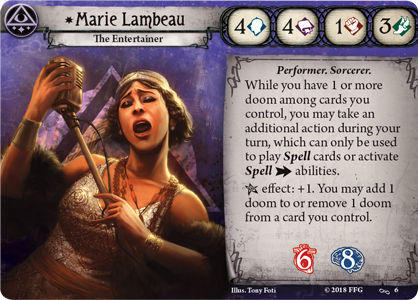 Marie Lambeau
4 4 1 3
The Entertainer
Performer. Sorcerer.
While you have 1 or more
doom among cards you
control, you may take an
additional action during your
turn, which can only be used
to play Spell cards or activate
Spell abilities.
effect: +1. You may add 1
doom to or remove 1 doom
from a card you control.
6 8
Illus. Tony Foti
© 2018 FFG
6